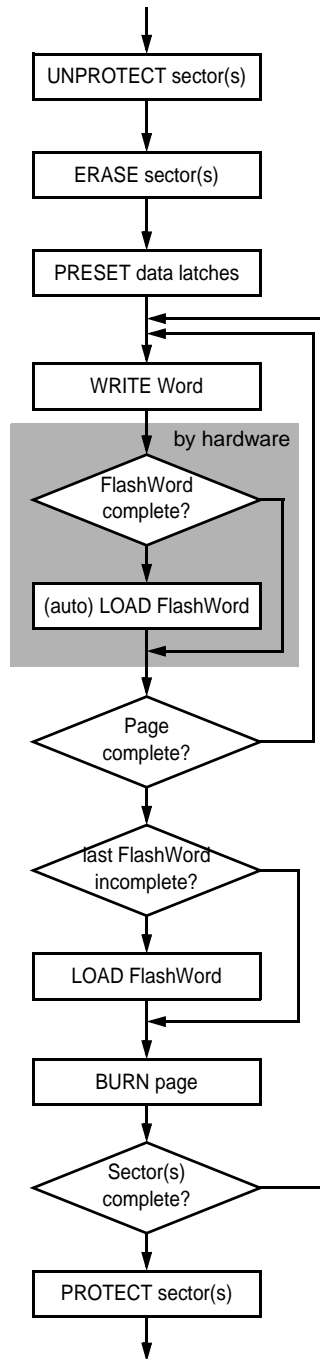 UNPROTECT sector(s)
ERASE sector(s)
PRESET data latches
WRITE Word
by hardware
FlashWord
complete?
(auto) LOAD FlashWord
Page
complete?
last FlashWord
incomplete?
LOAD FlashWord
BURN page
Sector(s)
complete?
PROTECT sector(s)